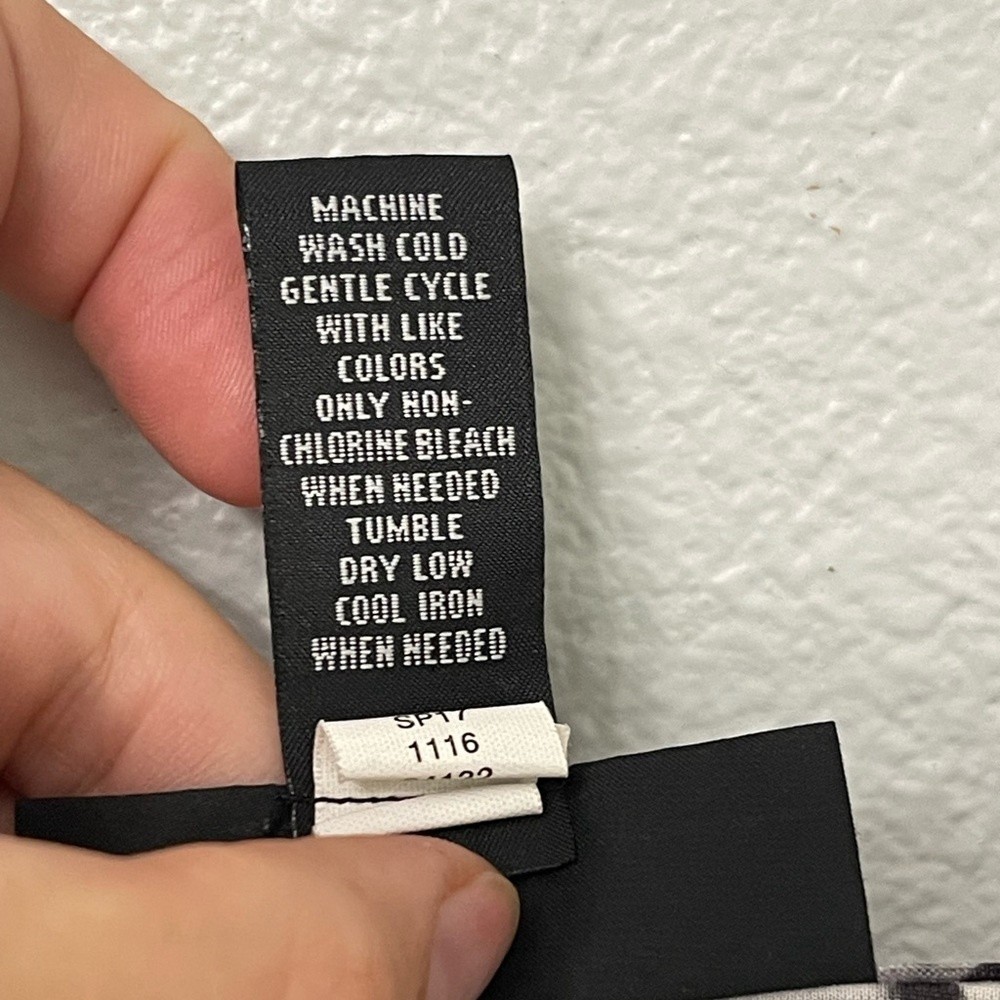 MACHINE
WASH COLD
GENTLE CYCLE
WITH LIKE
COLORS
ONLY NON-
CHLORINE BLEACH
WHEN NEEDED
TUMBLE
DRY LOW
COOL IRON
WHEN NEEDED
SP17
1116